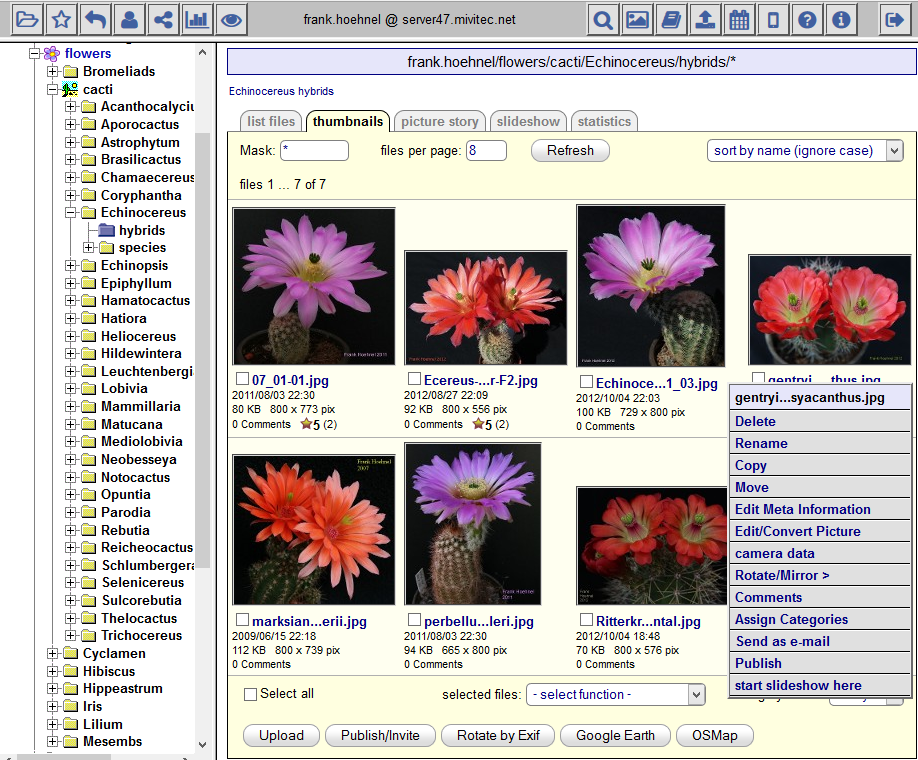 frank.hoehnel @ server47.mivitec.net
flowers
Bromeliads
cacti
Acanthocalyciu
Aporocactus
Astrophytum
Brasilicactus
Chamaecereus
Coryphantha
Echinocereus
hybrids
species
Echinopsis
Epiphyllum
Hamatocactus
Hatiora
Heliocereus
Hildewintera
Leuchtenbergi
Lobivia
Mammillaria
Matucana
Mediolobivia
Neobesseya
Notocactus
Opuntia
Parodia
Rebutia
Reicheocactus
Schlumbergera
Selenicereus
Sulcorebutia
Thelocactus
Trichocereus
Cyclamen
Hibiscus
Hippeastrum
Iris
Lilium
Mesembs
frank.hoehnel/flowers/cacti/Echinocereus/hybrids/*
Echinocereus hybrids
list files thumbnails picture story slideshow statistics
Mask: * files per page: 8 Refresh sort by name (ignore case)
files 1 ... 7 of 7
Frank Hoehnel 2011
07_01-01.jpg
2011/08/03 22:30
80 KB 800 x 773 pix
0 Comments 5 (2)
Ecereus-...r-F2.jpg
2012/08/27 22:09
92 KB 800 x 556 pix
0 Comments 5 (2)
Echinoce...1_03.jpg
2012/10/04 22:03
100 KB 729 x 800 pix
0 Comments
gentryi...syacanthus.jpg
Delete
Rename
Copy
Move
Edit Meta Information
Edit/Convert Picture
camera data
Rotate/Mirror >
Comments
Assign Categories
Send as e-mail
Publish
start slideshow here
Frank Hoehnel
2007
marksian...erii.jpg
2009/06/15 22:18
112 KB 800 x 739 pix
0 Comments
Frank Hoehnel
2011
perbellu...leri.jpg
2011/08/03 22:30
94 KB 665 x 800 pix
0 Comments
Ritterkr...ntal.jpg
2012/10/04 18:48
70 KB 800 x 576 pix
0 Comments
Select all selected files: - select function -
Upload Publish/Invite Rotate by Exif Google Earth OSMap